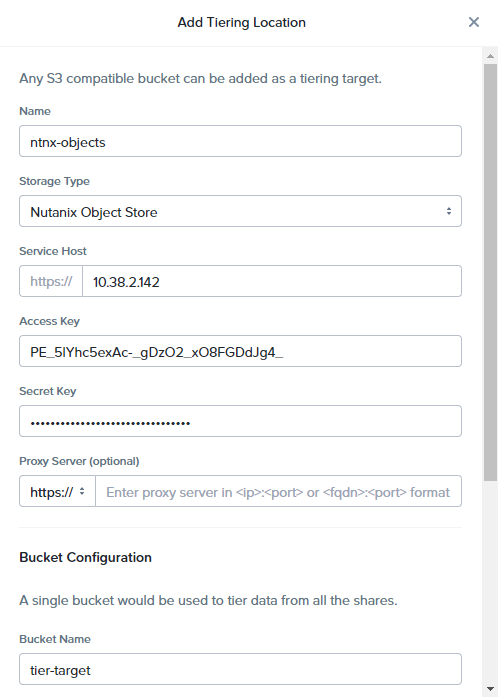 Add Tiering Location
Any S3 compatible bucket can be added as a tiering target.
Name
ntnx-objects
Storage Type
Nutanix Object Store
Service Host
https:// 10.38.2.142
Access Key
PE_5lYhc5exAc-_gDzO2_xO8FGDdJg4_
Secret Key
••••••••••••••••••••••••••••••••
Proxy Server (optional)
https:// Enter proxy server in <ip>:<port> or <fqdn>:<port> format
Bucket Configuration
A single bucket would be used to tier data from all the shares.
Bucket Name
tier-target